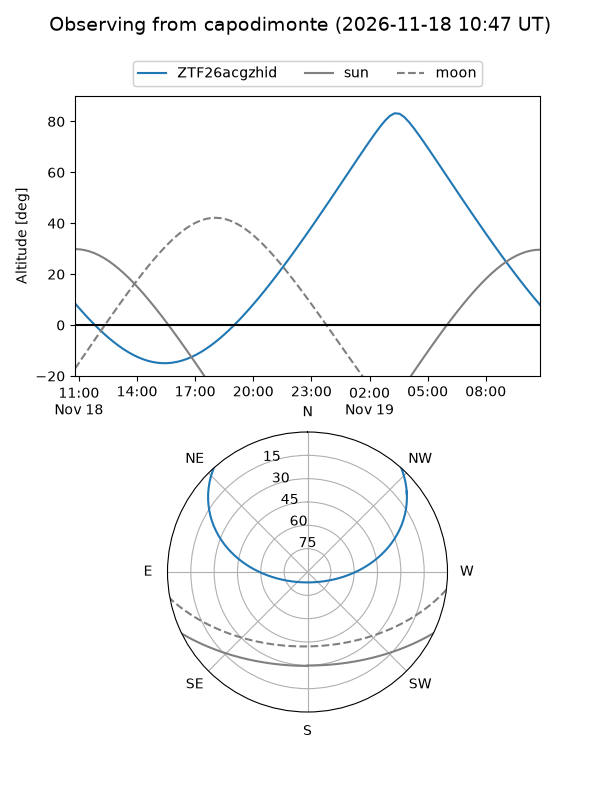 Observing from capodimonte (2026-11-18 10:47 UT)
ZTF26acgzhid sun moon
Altitude [deg]
80
60
40
20
0
−20
11:00 14:00 17:00 20:00 23:00 02:00 05:00 08:00
Nov 18 Nov 19
N
NE NW
15
30
45
60
75
E W
SE SW
S